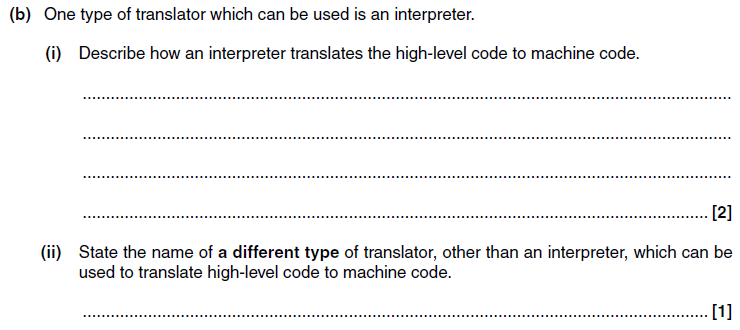 (b) One type of translator which can be used is an interpreter.
(i) Describe how an interpreter translates the high-level code to machine code.
..........................................................................................
..........................................................................................
..........................................................................................
.......................................................................................... [2]
(ii) State the name of a different type of translator, other than an interpreter, which can be
used to translate high-level code to machine code.
.......................................................................................... [1]